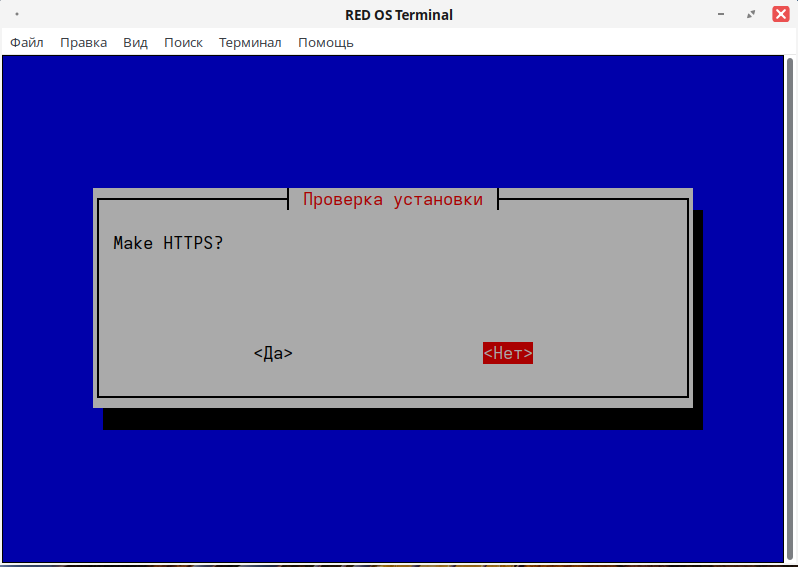 RED OS Terminal
Файл Правка Вид Поиск Терминал Помощь
Проверка установки
Make HTTPS?
<Да> <Нет>